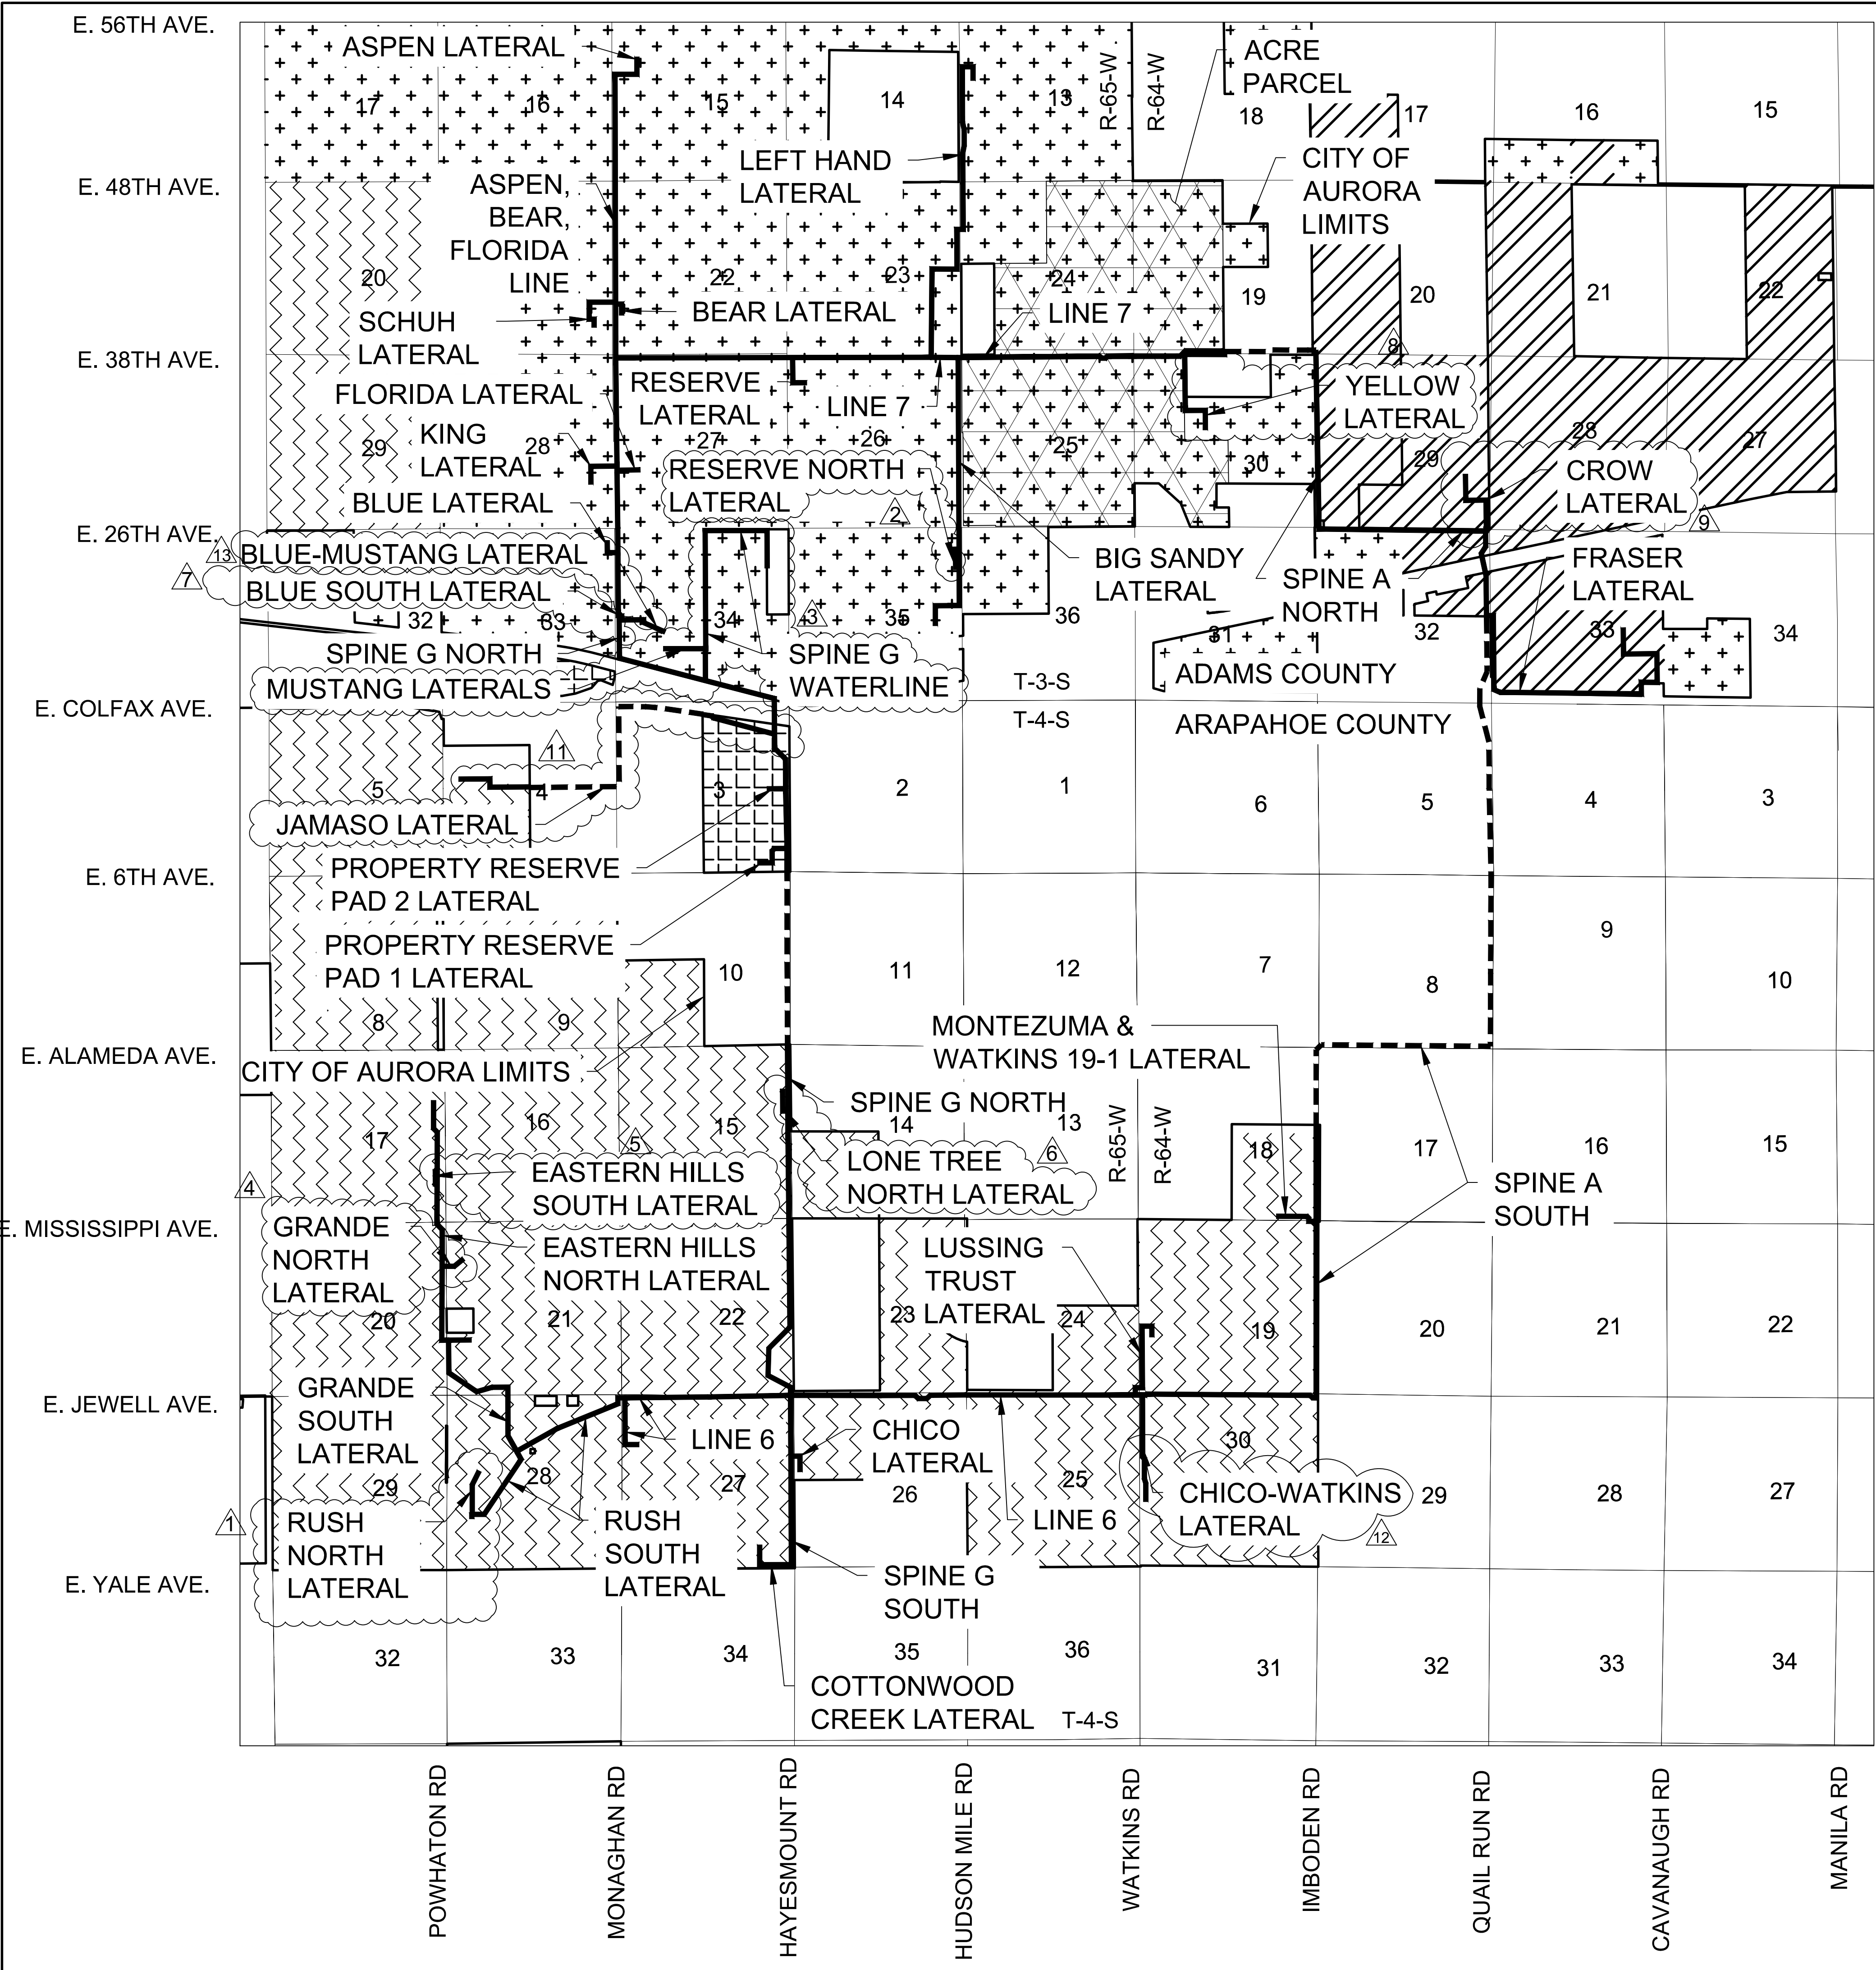 E. 56TH AVE.
ASPEN LATERAL
ACRE
PARCEL
R-65-W
R-64-W
17
16
15
14
13
18
17
16
15
LEFT HAND
LATERAL
CITY OF
AURORA
LIMITS
E. 48TH AVE.
ASPEN,
BEAR,
FLORIDA
LINE
20
22
23
24
19
20
21
22
SCHUH
LATERAL
BEAR LATERAL
LINE 7
E. 38TH AVE.
8
RESERVE
LATERAL
FLORIDA LATERAL
LINE 7
YELLOW
LATERAL
KING
LATERAL
29
28
27
26
25
30
29
28
27
RESERVE NORTH
LATERAL
2
CROW
LATERAL
9
BLUE LATERAL
E. 26TH AVE.
13
BLUE-MUSTANG LATERAL
7
BLUE SOUTH LATERAL
BIG SANDY
LATERAL
SPINE A
NORTH
FRASER
LATERAL
32
33
34
3
35
36
31
32
33
34
SPINE G NORTH
SPINE G
WATERLINE
MUSTANG LATERALS
T-3-S
ADAMS COUNTY
E. COLFAX AVE.
T-4-S
ARAPAHOE COUNTY
11
5
4
3
2
1
6
5
4
3
JAMASO LATERAL
PROPERTY RESERVE
PAD 2 LATERAL
E. 6TH AVE.
PROPERTY RESERVE
PAD 1 LATERAL
8
9
10
11
12
7
8
9
10
MONTEZUMA &
WATKINS 19-1 LATERAL
E. ALAMEDA AVE.
CITY OF AURORA LIMITS
SPINE G NORTH
R-65-W
R-64-W
17
16
15
14
13
18
17
16
15
5
6
LONE TREE
NORTH LATERAL
EASTERN HILLS
SOUTH LATERAL
4
SPINE A
SOUTH
E. MISSISSIPPI AVE.
GRANDE
NORTH
LATERAL
EASTERN HILLS
NORTH LATERAL
LUSSING
TRUST
LATERAL
20
21
22
23
24
19
20
21
22
E. JEWELL AVE.
GRANDE
SOUTH
LATERAL
LINE 6
CHICO
LATERAL
29
28
27
26
25
30
29
28
27
CHICO-WATKINS
LATERAL
12
1
RUSH
NORTH
LATERAL
RUSH
SOUTH
LATERAL
LINE 6
E. YALE AVE.
SPINE G
SOUTH
32
33
34
35
36
31
32
33
34
COTTONWOOD
CREEK LATERAL
T-4-S
POWHATON RD
MONAGHAN RD
HAYESMOUNT RD
HUDSON MILE RD
WATKINS RD
IMBODEN RD
QUAIL RUN RD
CAVANAUGH RD
MANILA RD